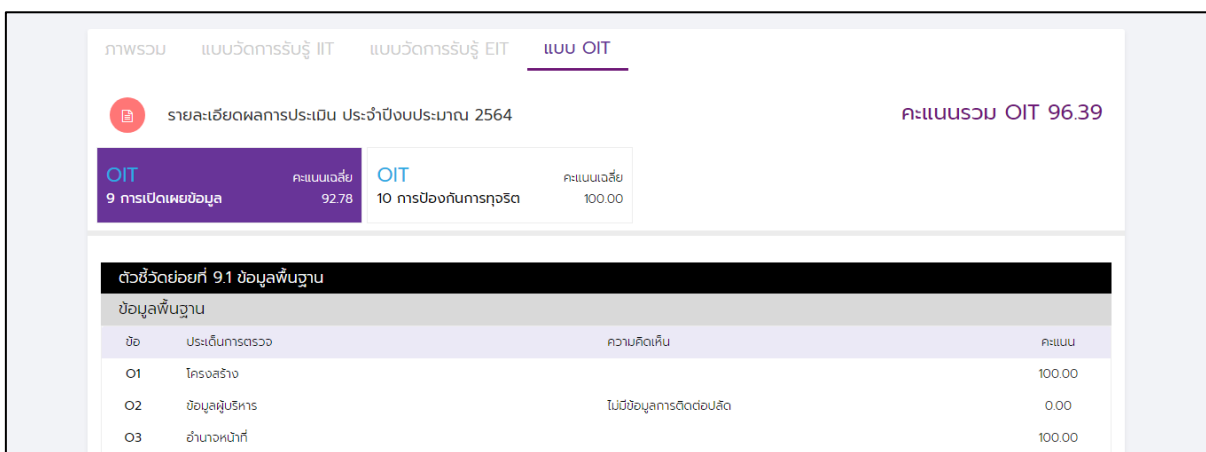 ภาพรวม แบบวัดการรับรู้ IIT แบบวัดการรับรู้ EIT แบบ OIT
รายละเอียดผลการประเมิน ประจำปีงบประมาณ 2564 คะแนนรวม OIT 96.39
OIT คะแนนเฉลี่ย OIT คะแนนเฉลี่ย
9 การเปิดเผยข้อมูล 92.78 10 การป้องกันการทุจริต 100.00
ตัวชี้วัดย่อยที่ 9.1 ข้อมูลพื้นฐาน
ข้อมูลพื้นฐาน
ข้อ ประเด็นการตรวจ ความคิดเห็น คะแนน
O1 โครงสร้าง 100.00
O2 ข้อมูลผู้บริหาร ไม่มีข้อมูลการติดต่อปลัด 0.00
O3 อำนาจหน้าที่ 100.00